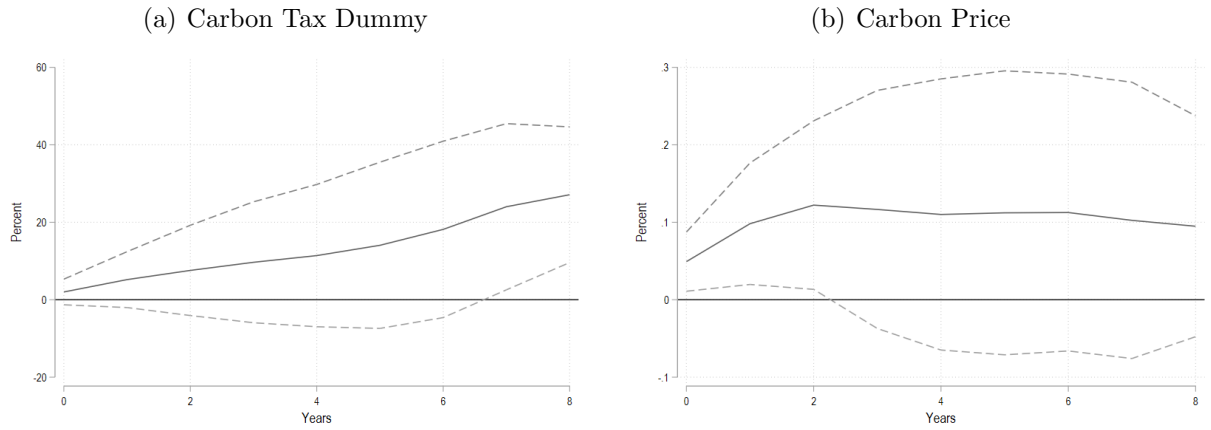 (a) Carbon Tax Dummy
60
40
20
0
-20
Percent
0 2 4 6 8
Years
(b) Carbon Price
.3
.2
.1
0
-.1
Percent
0 2 4 6 8
Years